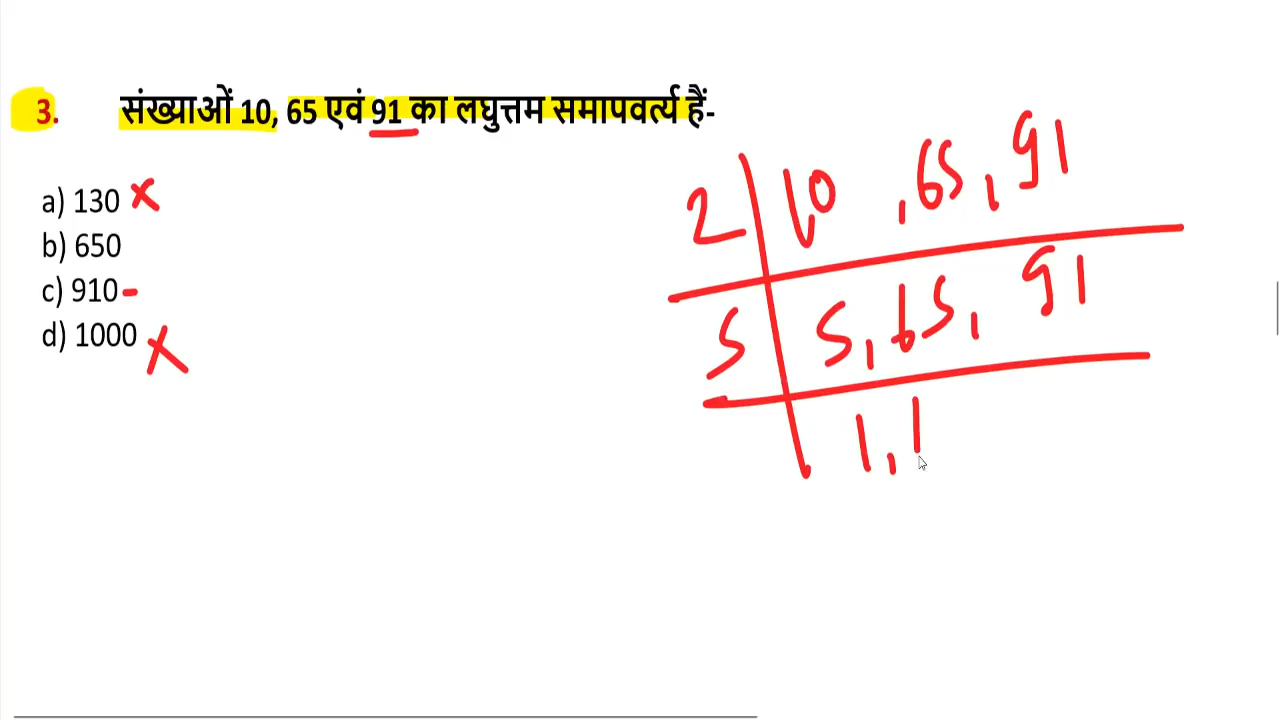 3. संख्याओं 10, 65 एवं 91 का लघुत्तम समापवर्त्य हैं-
a) 130 x
b) 650
c) 910 -
d) 1000 x
2 | 10 , 65 , 91
5 | 5 , 65 , 91
1 , 1